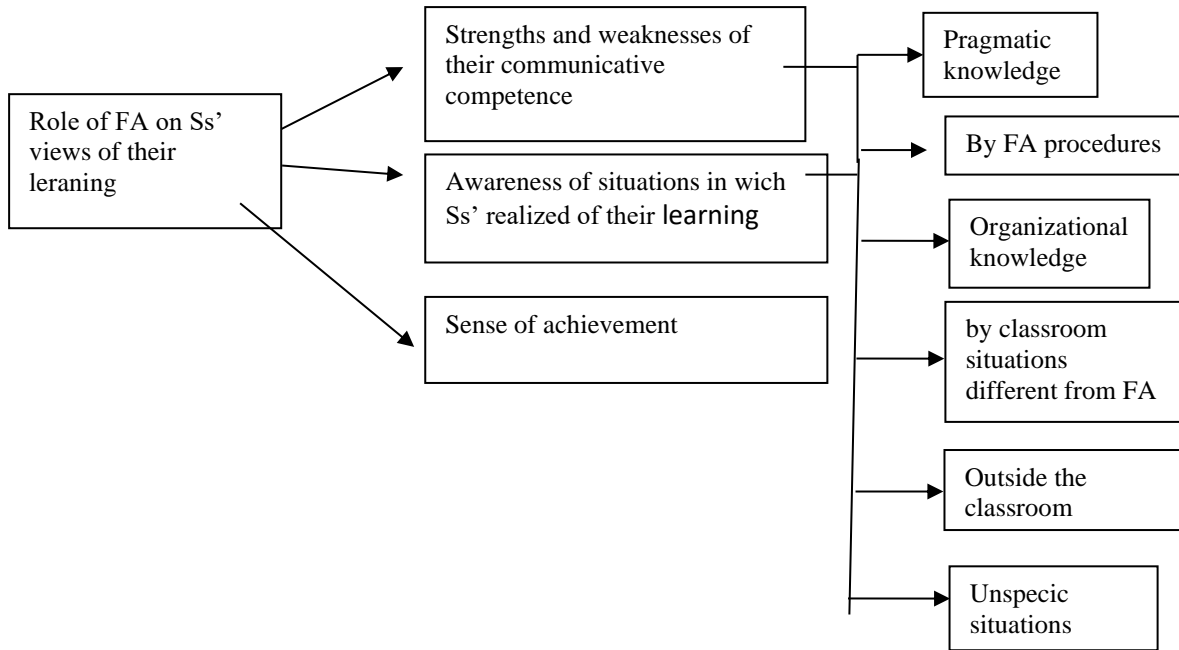 Role of FA on Ss’
views of their
leraning
Strengths and weaknesses of
their communicative
competence
Awareness of situations in wich
Ss’ realized of their learning
Sense of achievement
Pragmatic
knowledge
By FA procedures
Organizational
knowledge
by classroom
situations
different from FA
Outside the
classroom
Unspecic
situations